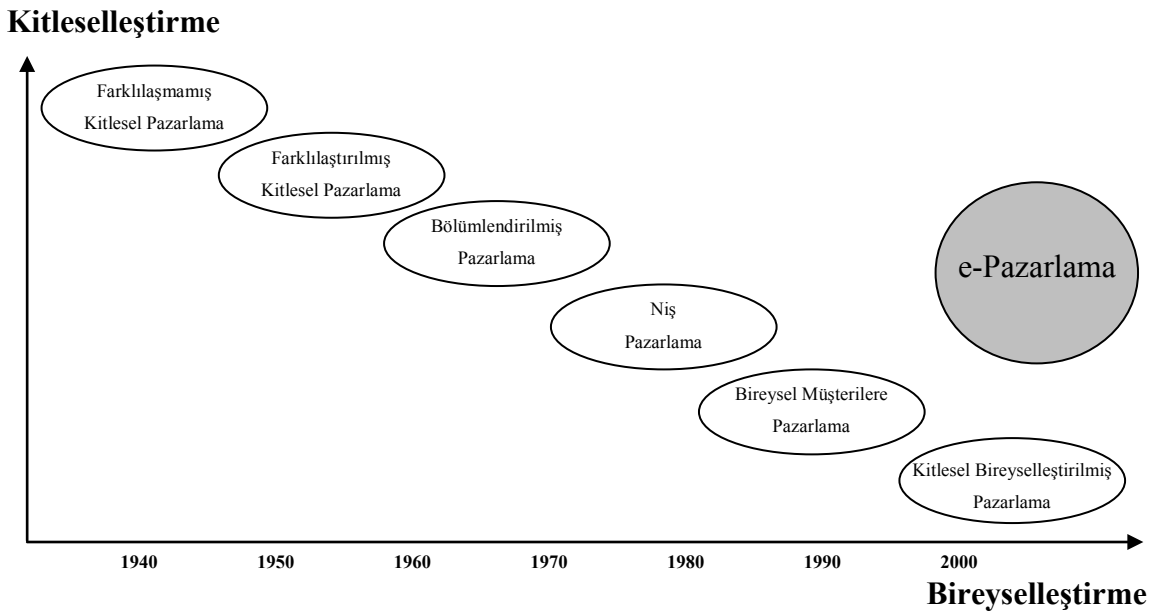 Kitleselleştirme
Farklılaşmamış
Kitlesel Pazarlama
Farklılaştırılmış
Kitlesel Pazarlama
Bölümlendirilmiş
Pazarlama
e-Pazarlama
Niş
Pazarlama
Bireysel Müşterilere
Pazarlama
Kitlesel Bireyselleştirilmiş
Pazarlama
1940 1950 1960 1970 1980 1990 2000
Bireyselleştirme